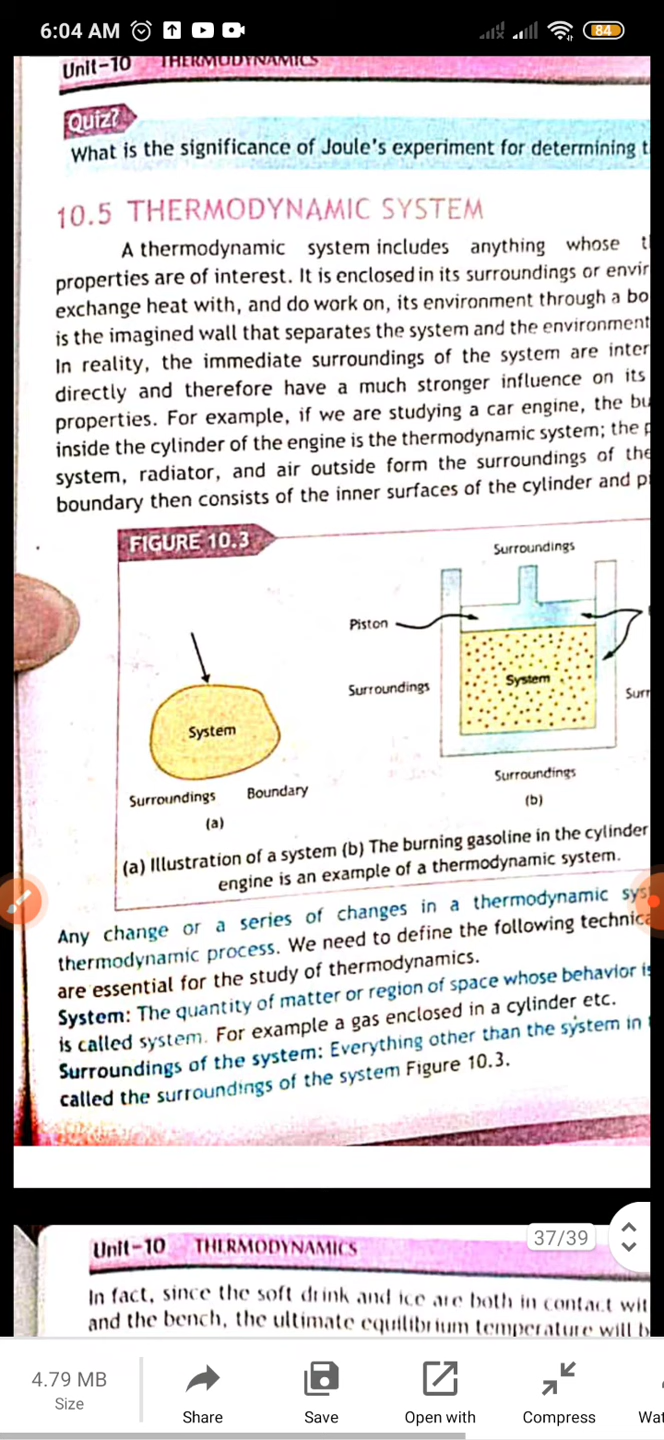 6:04 AM
84
Unit-10 THERMODYNAMICS
Quiz?
What is the significance of Joule's experiment for determining t
10.5 THERMODYNAMIC SYSTEM
A thermodynamic system includes anything whose t
properties are of interest. It is enclosed in its surroundings or envir
exchange heat with, and do work on, its environment through a bo
is the imagined wall that separates the system and the environment
In reality, the immediate surroundings of the system are inter
directly and therefore have a much stronger influence on its
properties. For example, if we are studying a car engine, the bu
inside the cylinder of the engine is the thermodynamic system; the p
system, radiator, and air outside form the surroundings of the
boundary then consists of the inner surfaces of the cylinder and p
FIGURE 10.3
Surroundings
Piston
System
Surroundings
Surr
System
Surroundings
Boundary
Surroundings
(a)
(b)
(a) Illustration of a system (b) The burning gasoline in the cylinder
engine is an example of a thermodynamic system.
Any change or a series of changes in a thermodynamic sys
thermodynamic process. We need to define the following technica
are essential for the study of thermodynamics.
System: The quantity of matter or region of space whose behavior is
is called system. For example a gas enclosed in a cylinder etc.
Surroundings of the system: Everything other than the system in
called the surroundings of the system Figure 10.3.
37/39
Unit-10 THERMODYNAMICS
In fact, since the soft drink and ice are both in contact wit
and the bench, the ultimate equilibrium temperature will b
4.79 MB
Size
Share
Save
Open with
Compress
Wat